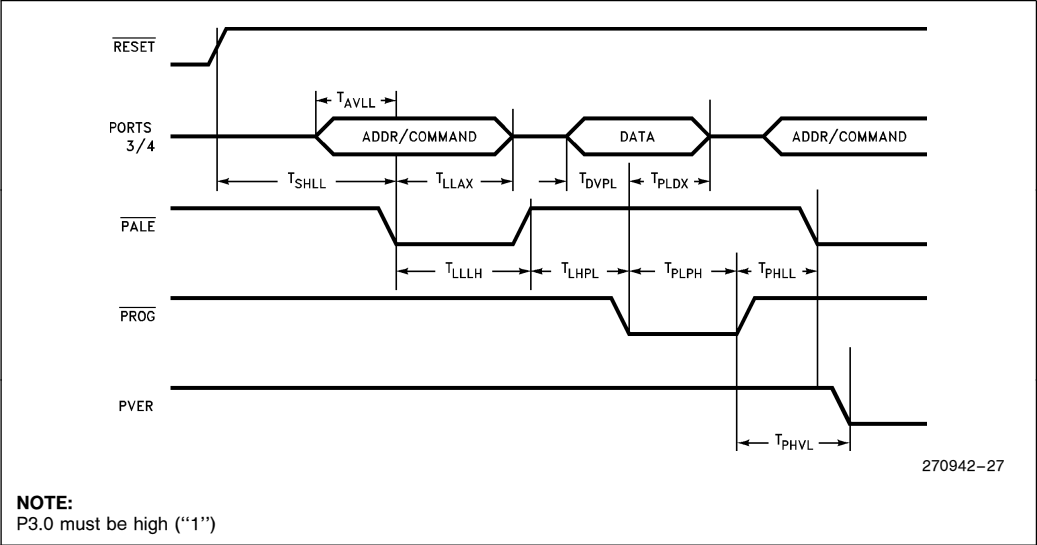 RESET
T_AVLL
PORTS 3/4
ADDR/COMMAND
DATA
ADDR/COMMAND
T_SHLL
T_LLAX
T_DVPL
T_PLDX
PALE
T_LLLH
T_LHPL
T_PLPH
T_PHLL
PROG
PVER
T_PHVL
270942-27
NOTE:
P3.0 must be high (“1”)